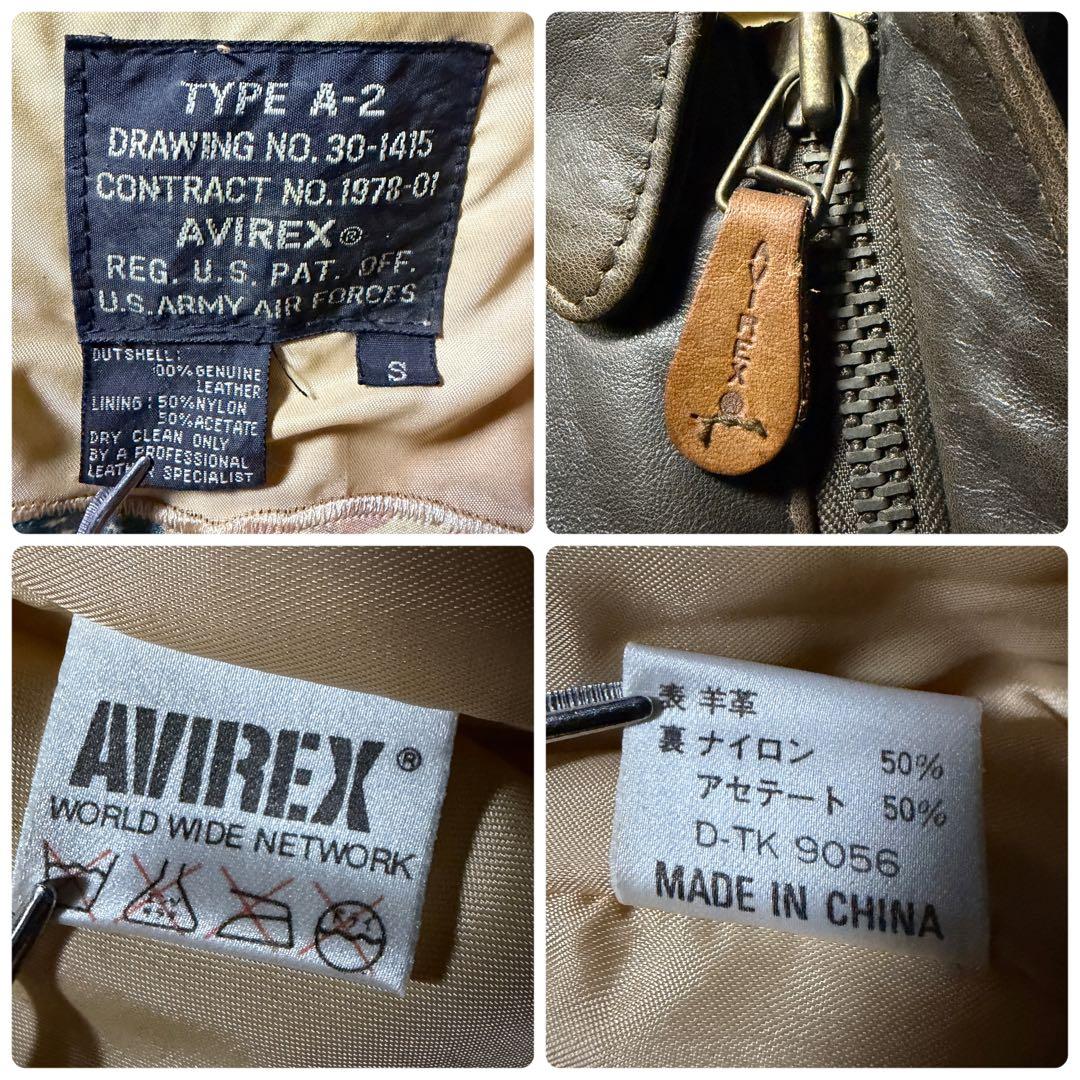 TYPE A-2
DRAWING NO. 30-1415
CONTRACT NO. 1978-01
AVIREX®
REG. U.S. PAT. OFF.
U.S. ARMY AIR FORCES
OUTSHELL:
100% GENUINE
LEATHER
LINING: 50% NYLON
50% ACETATE
DRY CLEAN ONLY
BY A PROFESSIONAL
LEATHER SPECIALIST
S
AVIREX
AVIREX®
WORLD WIDE NETWORK
表 羊革
裏 ナイロン 50%
アセテート 50%
D-TK 9056
MADE IN CHINA